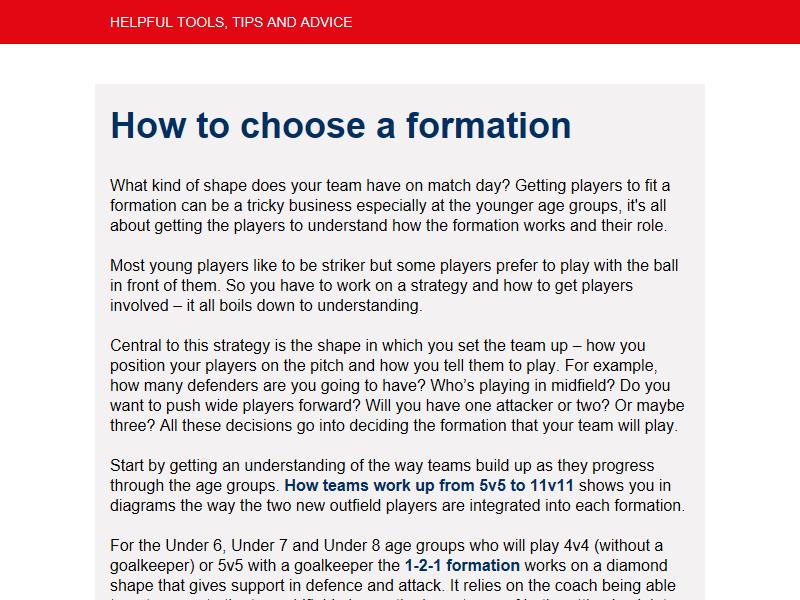 HELPFUL TOOLS, TIPS AND ADVICE
How to choose a formation
What kind of shape does your team have on match day? Getting players to fit a
formation can be a tricky business especially at the younger age groups, it's all
about getting the players to understand how the formation works and their role.
Most young players like to be striker but some players prefer to play with the ball
in front of them. So you have to work on a strategy and how to get players
involved – it all boils down to understanding.
Central to this strategy is the shape in which you set the team up – how you
position your players on the pitch and how you tell them to play. For example,
how many defenders are you going to have? Who’s playing in midfield? Do you
want to push wide players forward? Will you have one attacker or two? Or maybe
three? All these decisions go into deciding the formation that your team will play.
Start by getting an understanding of the way teams build up as they progress
through the age groups. How teams work up from 5v5 to 11v11 shows you in
diagrams the way the two new outfield players are integrated into each formation.
For the Under 6, Under 7 and Under 8 age groups who will play 4v4 (without a
goalkeeper) or 5v5 with a goalkeeper the 1-2-1 formation works on a diamond
shape that gives support in defence and attack. It relies on the coach being able